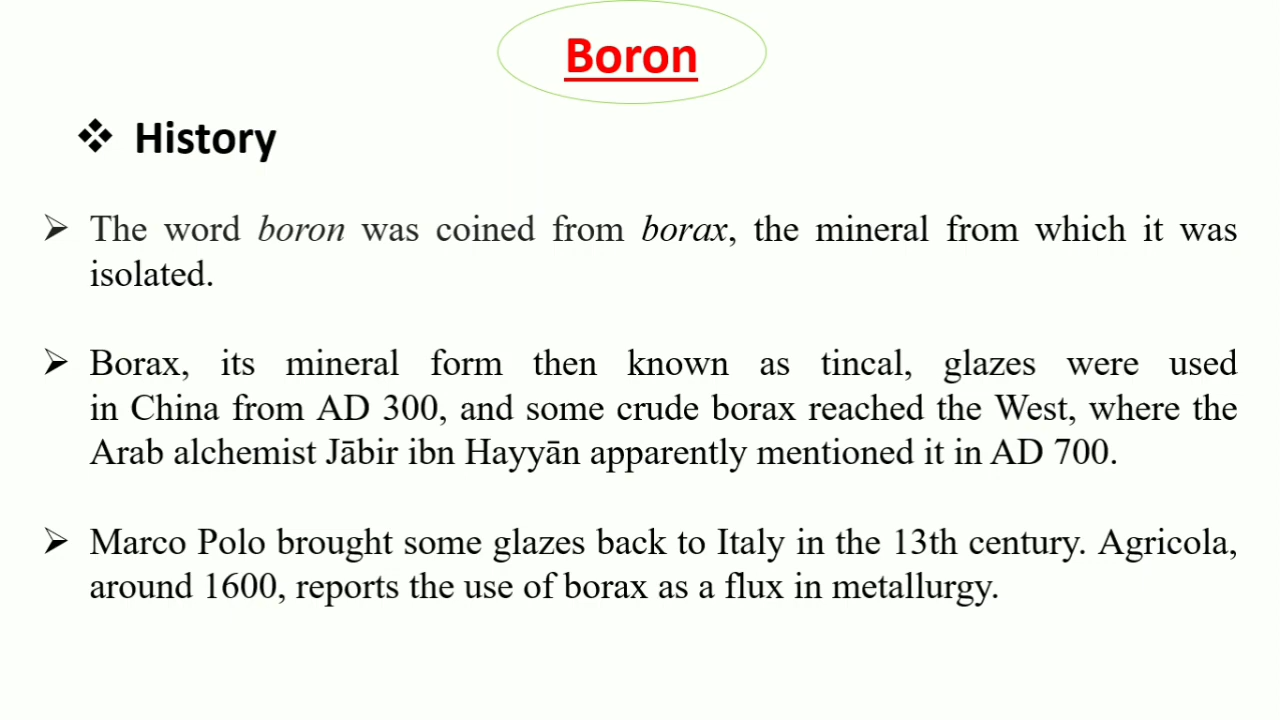 Boron
❖ History
➢ The word boron was coined from borax, the mineral from which it was
isolated.
➢ Borax, its mineral form then known as tincal, glazes were used
in China from AD 300, and some crude borax reached the West, where the
Arab alchemist Jābir ibn Hayyān apparently mentioned it in AD 700.
➢ Marco Polo brought some glazes back to Italy in the 13th century. Agricola,
around 1600, reports the use of borax as a flux in metallurgy.